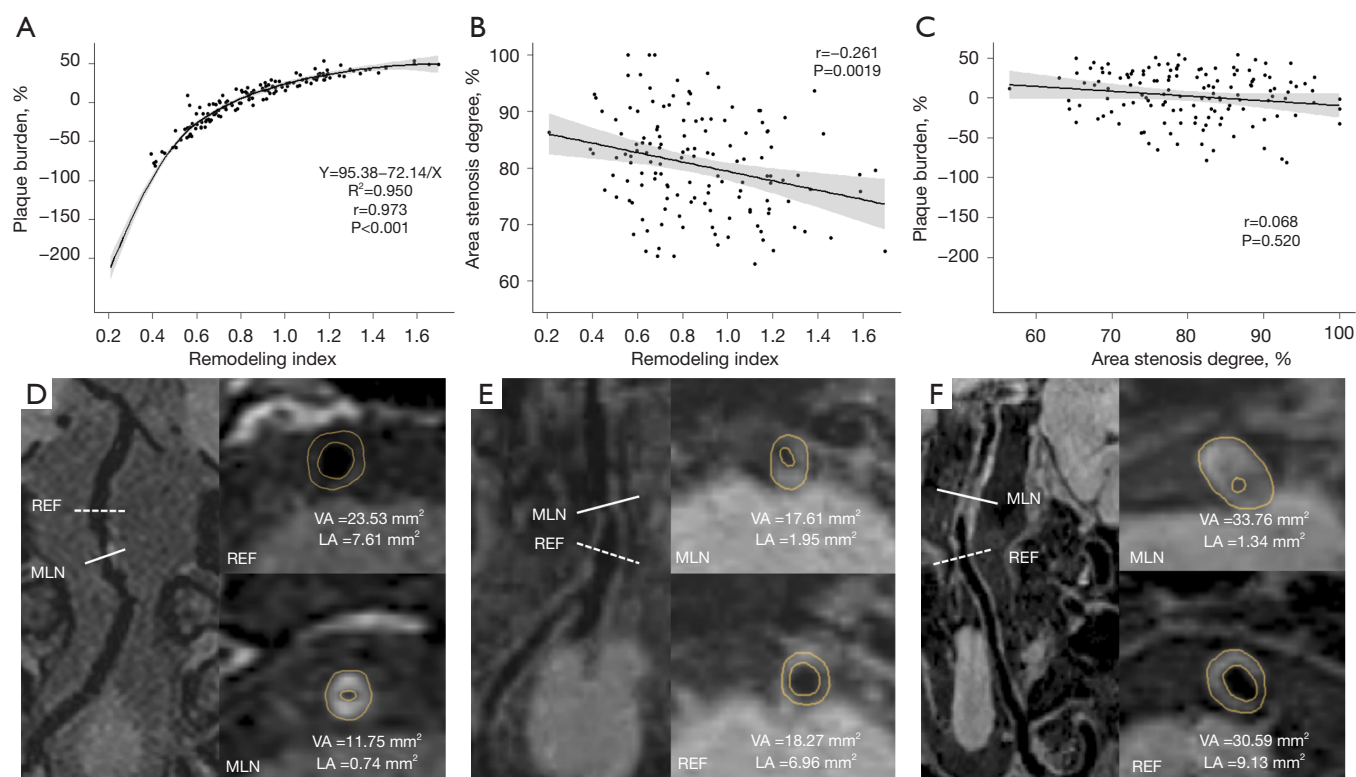 A
50
0
−50
−100
−150
−200
Plaque burden, %
Y=95.38−72.14/X
R²=0.950
r=0.973
P<0.001
0.2 0.4 0.6 0.8 1.0 1.2 1.4 1.6
Remodeling index
B
100
90
80
70
60
Area stenosis degree, %
r=−0.261
P=0.0019
0.2 0.4 0.6 0.8 1.0 1.2 1.4 1.6
Remodeling index
C
50
0
−50
−100
−150
−200
Plaque burden, %
r=0.068
P=0.520
60 70 80 90 100
Area stenosis degree, %
D
REF
MLN
VA =23.53 mm²
LA =7.61 mm²
REF
VA =11.75 mm²
LA =0.74 mm²
MLN
E
MLN
REF
VA =17.61 mm²
LA =1.95 mm²
MLN
VA =18.27 mm²
LA =6.96 mm²
REF
F
MLN
REF
VA =33.76 mm²
LA =1.34 mm²
MLN
VA =30.59 mm²
LA =9.13 mm²
REF